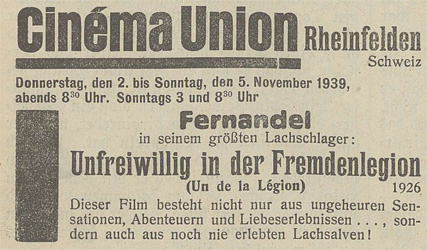 Cinéma Union Rheinfelden
Schweiz
Donnerstag, den 2. bis Sonntag, den 5. November 1939,
abends 8³⁰ Uhr. Sonntags 3 und 8³⁰ Uhr
Fernandel
in seinem größten Lachschlager:
Unfreiwillig in der Fremdenlegion
(Un de la Légion) 1926
Dieser Film besteht nicht nur aus ungeheuren Sen-
sationen, Abenteuern und Liebeserlebnissen . . . , son-
dern auch aus noch nie erlebten Lachsalven !